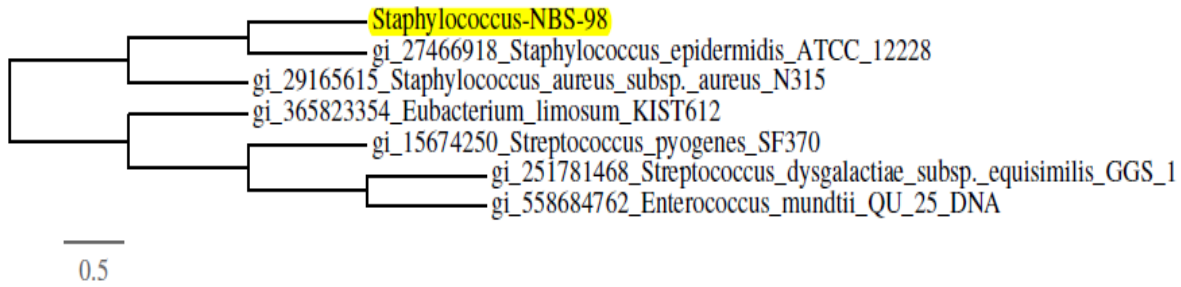 Staphylococcus-NBS-98
gi_27466918_Staphylococcus_epidermidis_ATCC_12228
gi_29165615_Staphylococcus_aureus_subsp._aureus_N315
gi_365823354_Eubacterium_limosum_KIST612
gi_15674250_Streptococcus_pyogenes_SF370
gi_251781468_Streptococcus_dysgalactiae_subsp._equisimilis_GGS_1
gi_558684762_Enterococcus_mundtii_QU_25_DNA
0.5